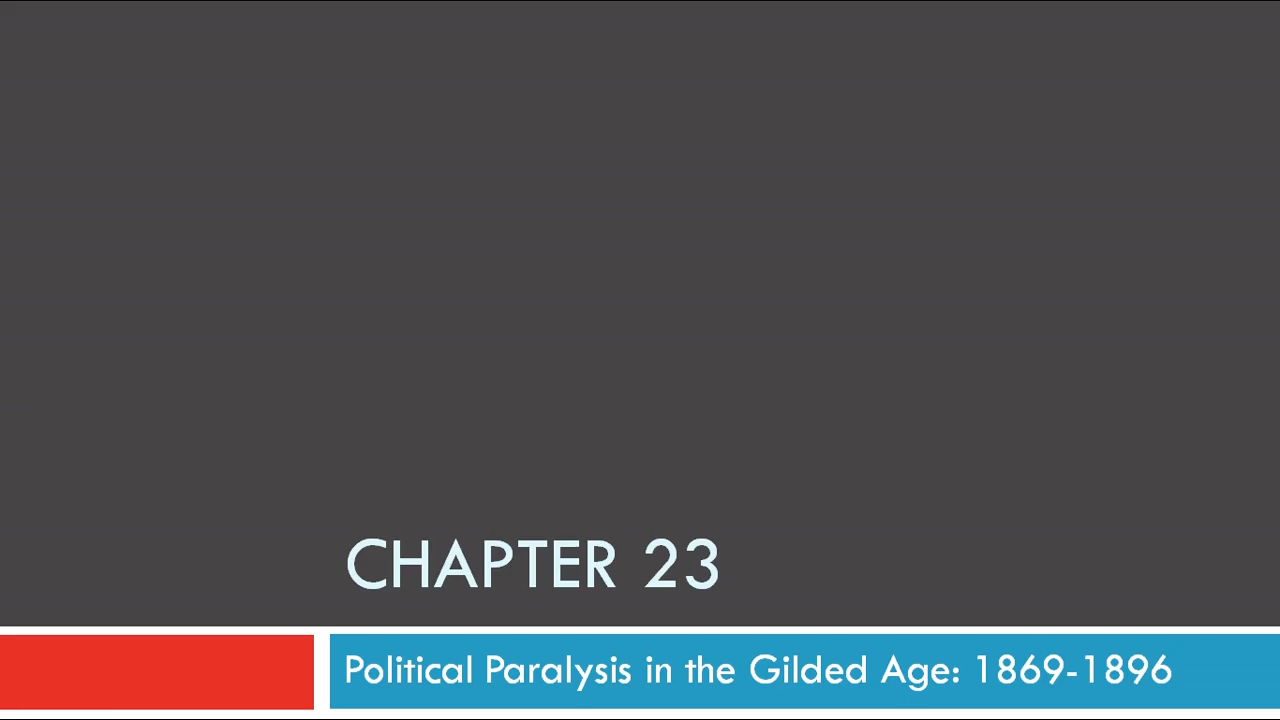 CHAPTER 23
Political Paralysis in the Gilded Age: 1869-1896